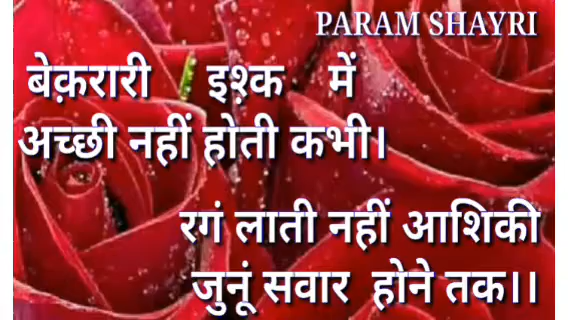 PARAM SHAYRI
बेक़रारी इश्क़ में
अच्छी नहीं होती कभी।
रगं लाती नहीं आशिकी
जुनूं सवार होने तक।।